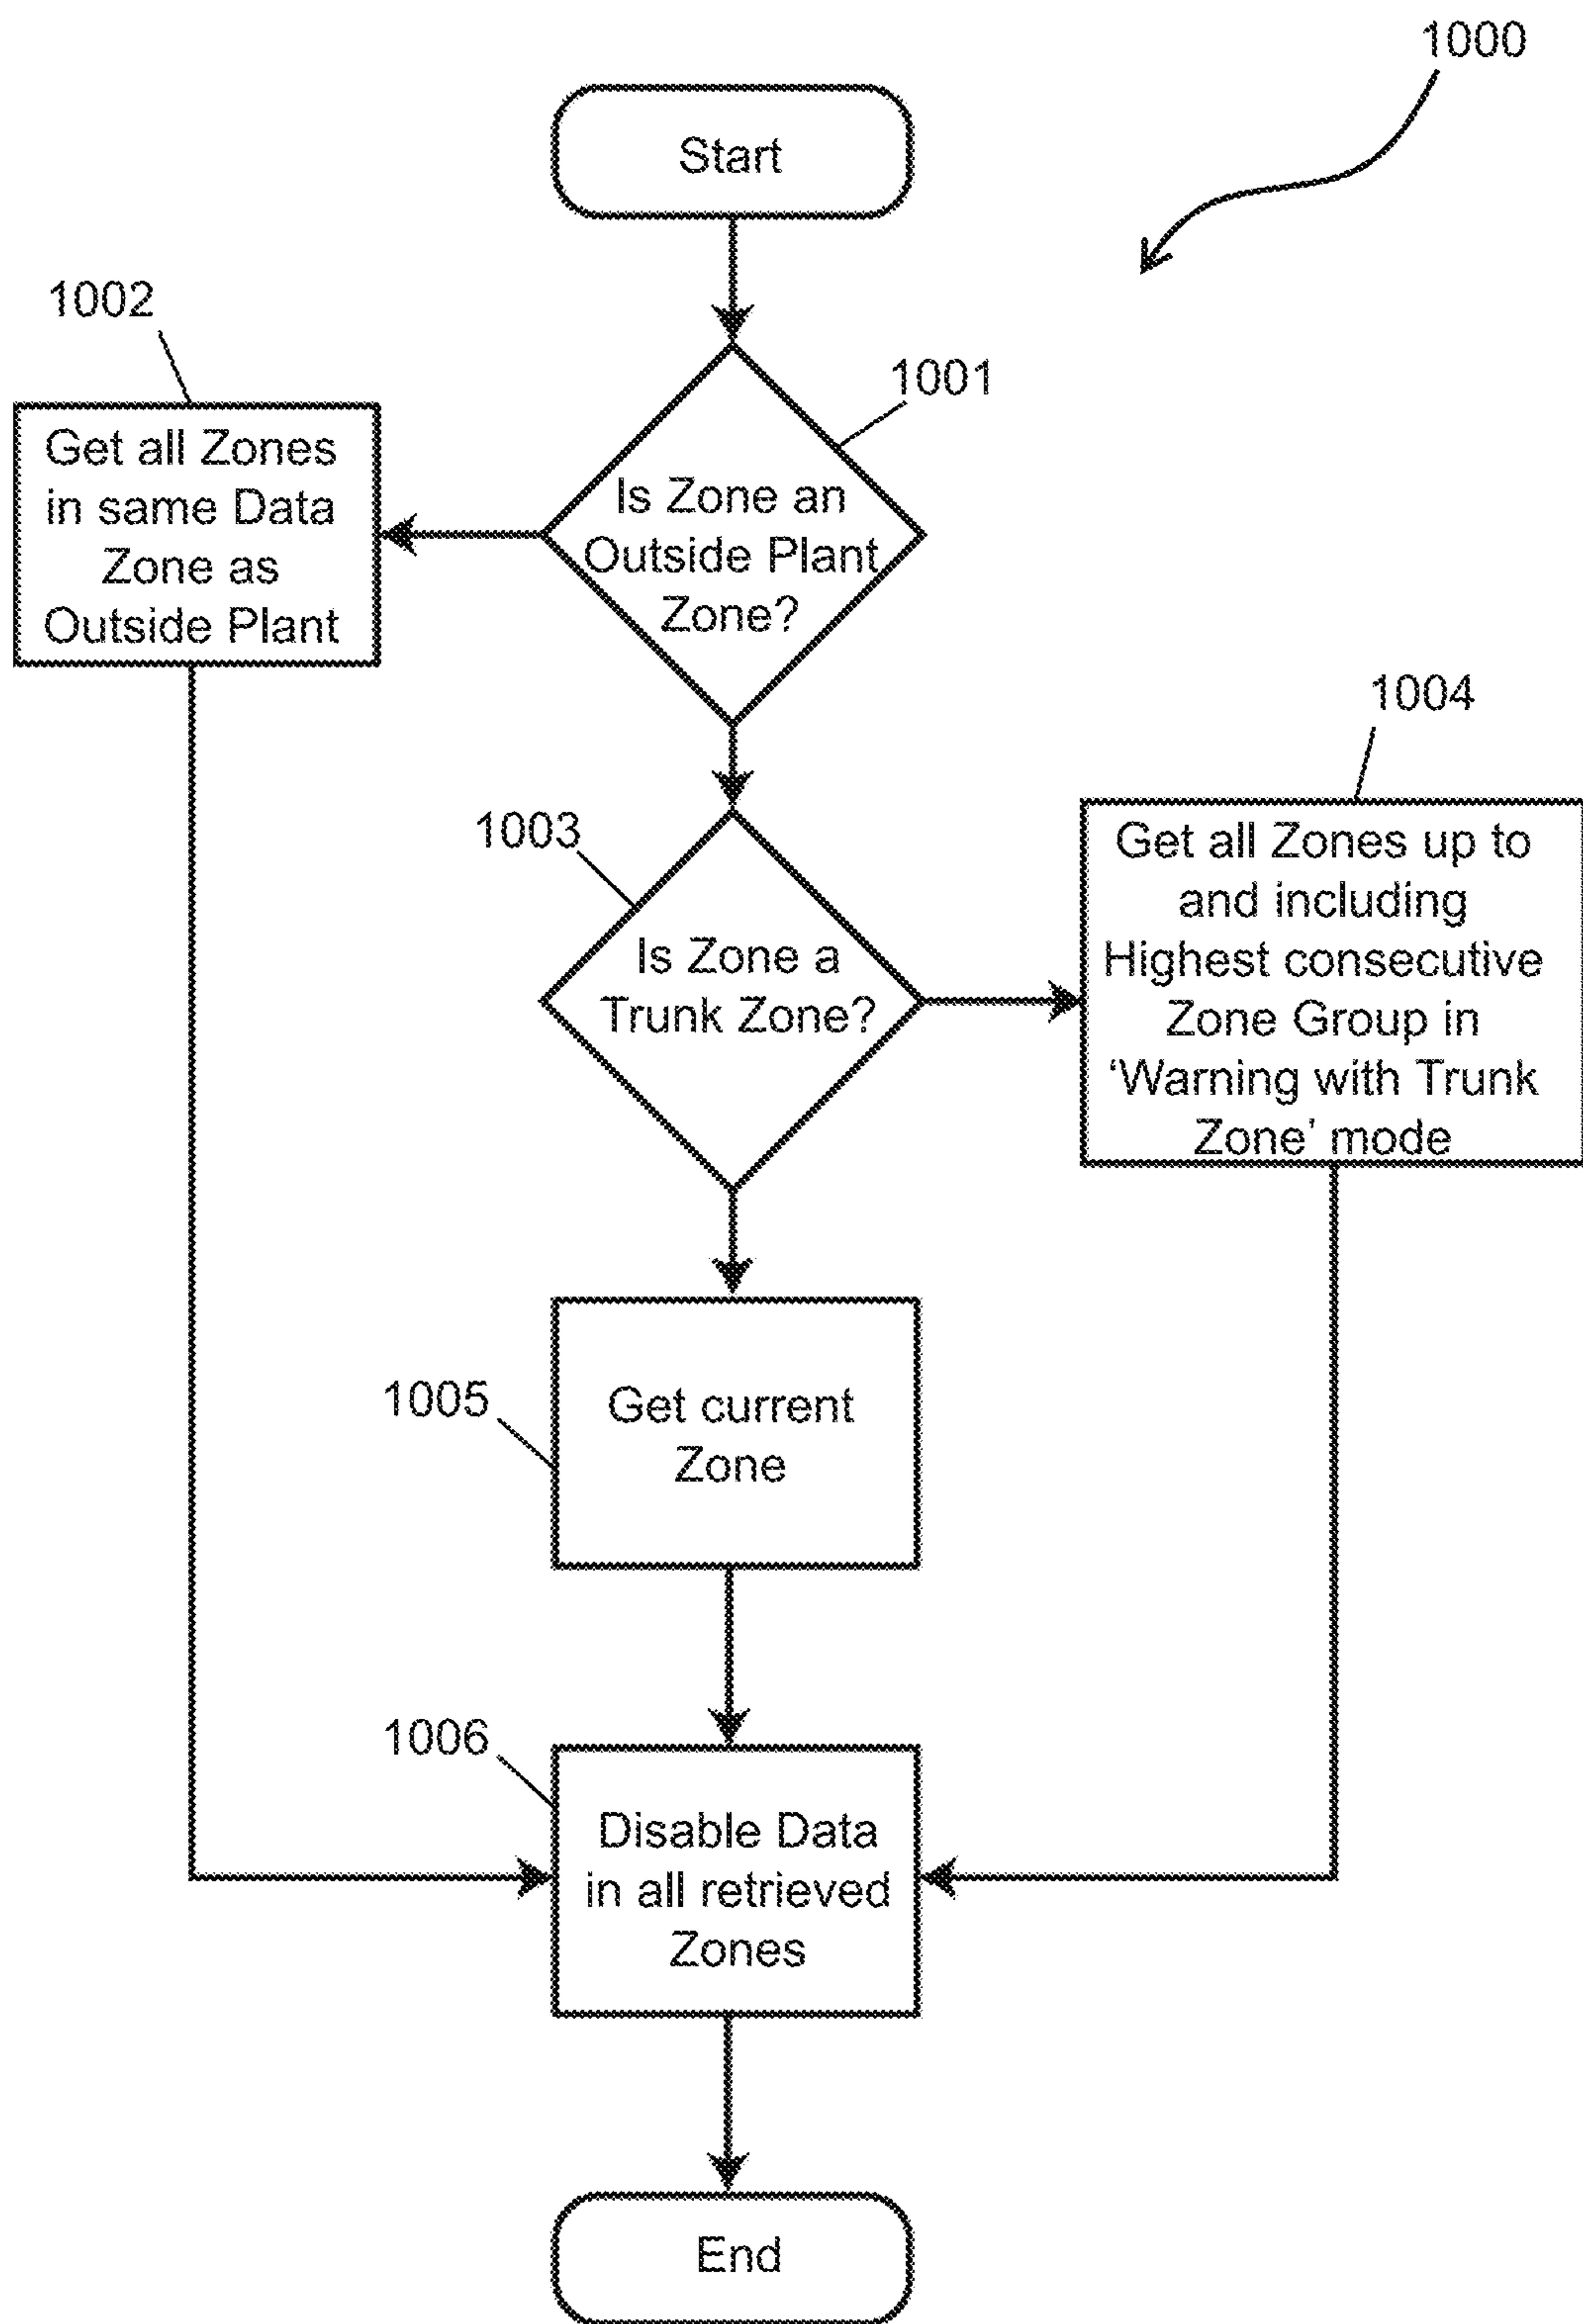 1000
Start
1002
1001
Get all Zones
in same Data
Zone as
Outside Plant
Is Zone an
Outside Plant
Zone?
1004
1003
Get all Zones up to
and including
Highest consecutive
Zone Group in
‘Warning with Trunk
Zone’ mode
Is Zone a
Trunk Zone?
1005
Get current
Zone
1006
Disable Data
in all retrieved
Zones
End